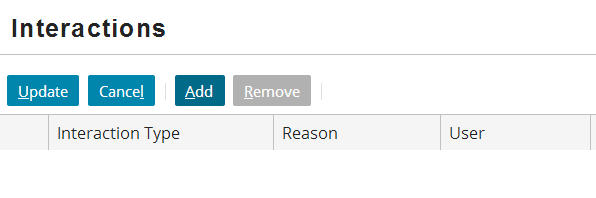 Interactions
Update Cancel Add Remove
Interaction Type Reason User